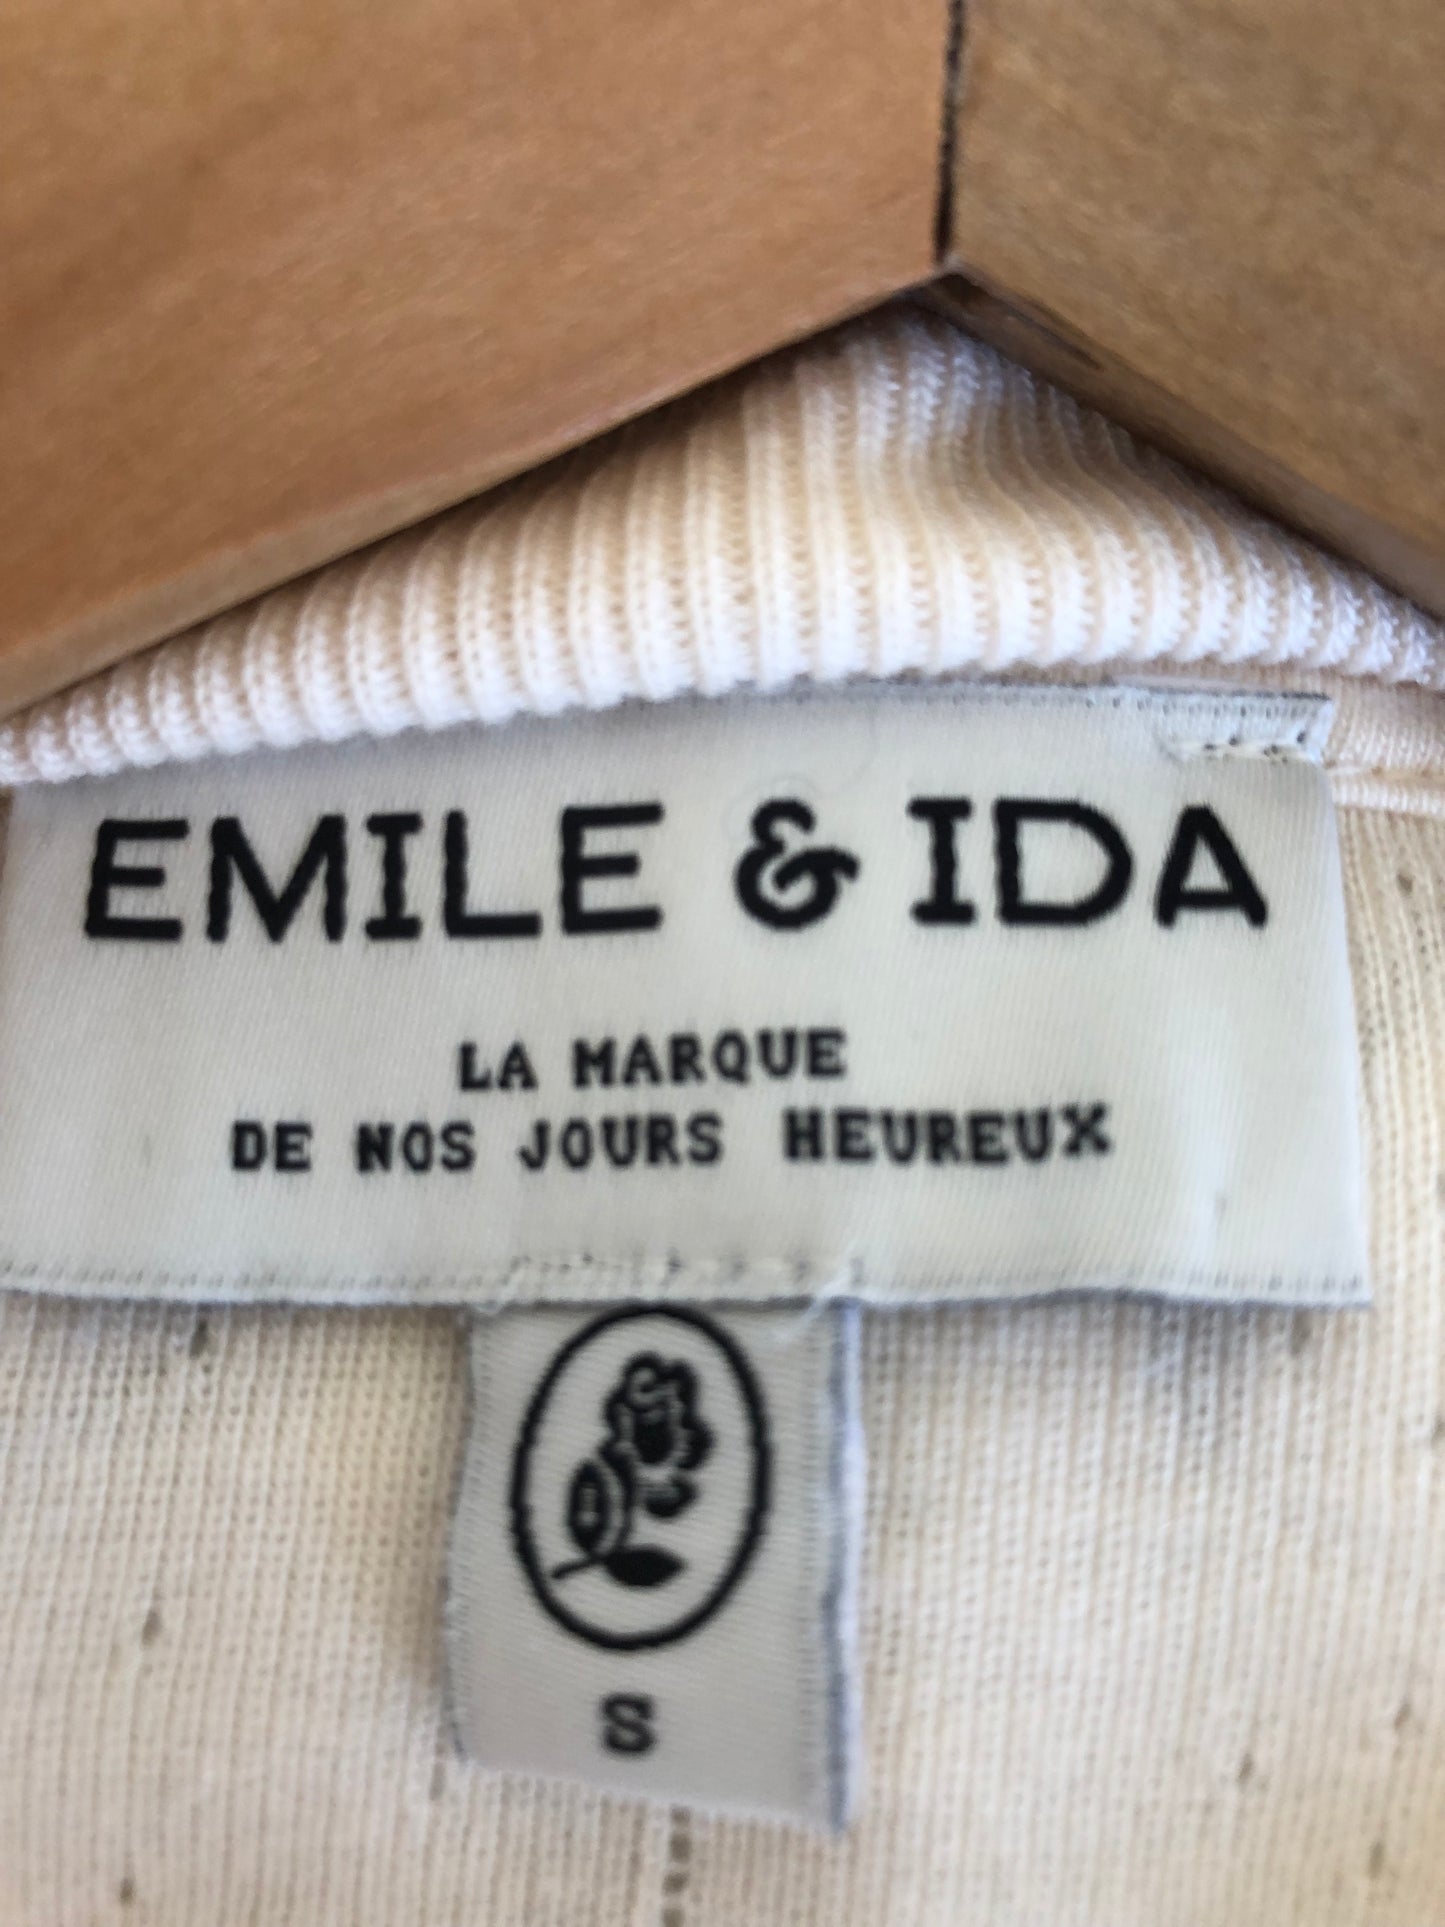 EMILE & IDA
LA MARQUE
DE NOS JOURS HEUREUX
S